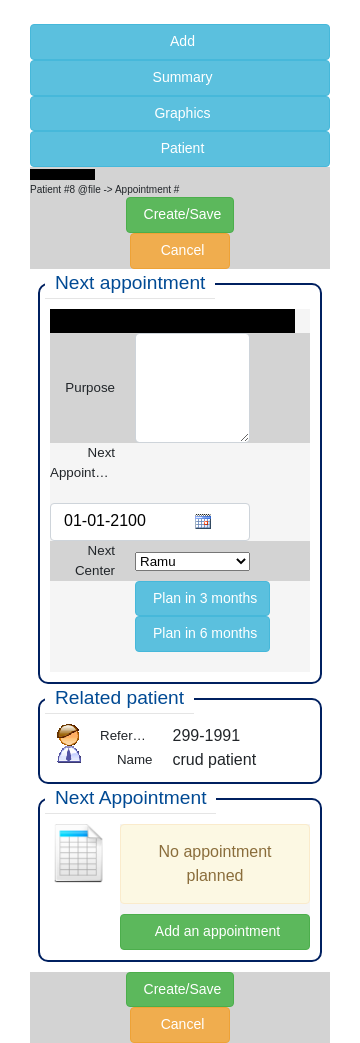 Add
Summary
Graphics
Patient
Patient #8 @file -> Appointment #
Create/Save
Cancel
Next appointment
Purpose
Next
Appoint…
01-01-2100
Next
Center
Ramu
Plan in 3 months
Plan in 6 months
Related patient
Refer… 299-1991
Name crud patient
Next Appointment
No appointment
planned
Add an appointment
Create/Save
Cancel